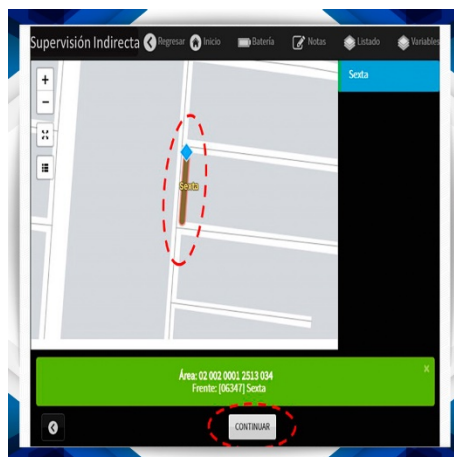 Supervisión Indirecta Regresar Inicio Batería Notas Listado Variables
Sexta
Sexta
Área: 02 002 0001 2513 034
Frente: [06347] Sexta
CONTINUAR